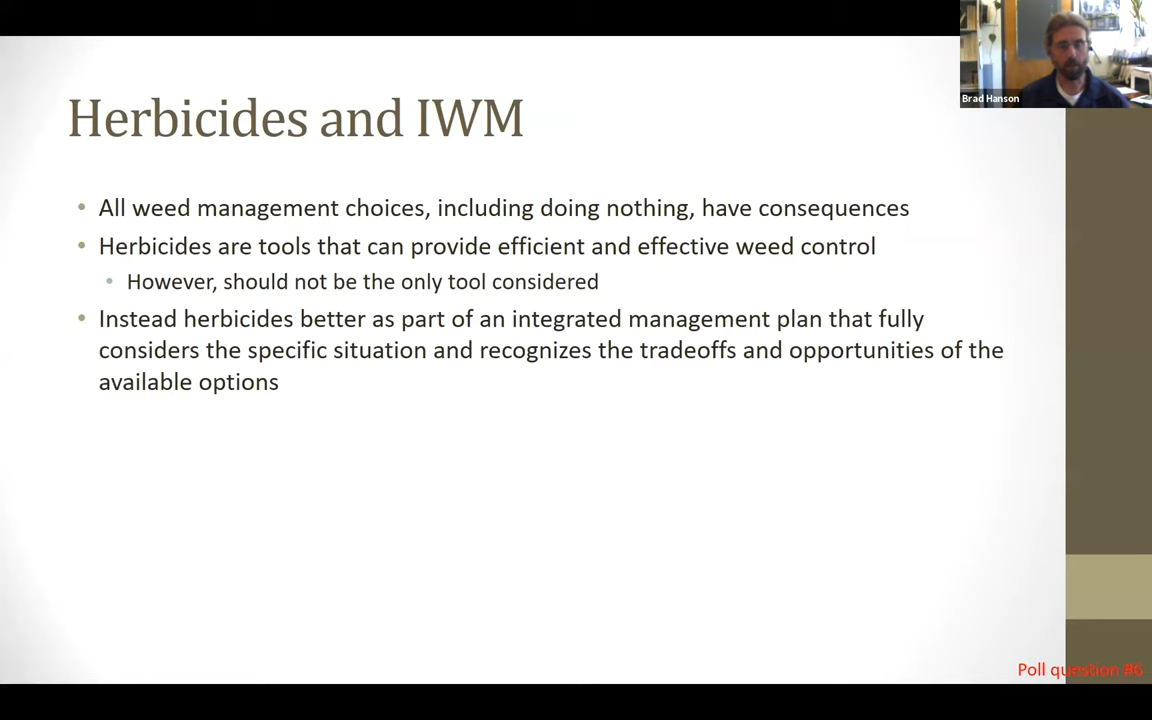 Brad Hanson
Herbicides and IWM
• All weed management choices, including doing nothing, have consequences
• Herbicides are tools that can provide efficient and effective weed control
• However, should not be the only tool considered
• Instead herbicides better as part of an integrated management plan that fully
considers the specific situation and recognizes the tradeoffs and opportunities of the
available options
Poll question #6